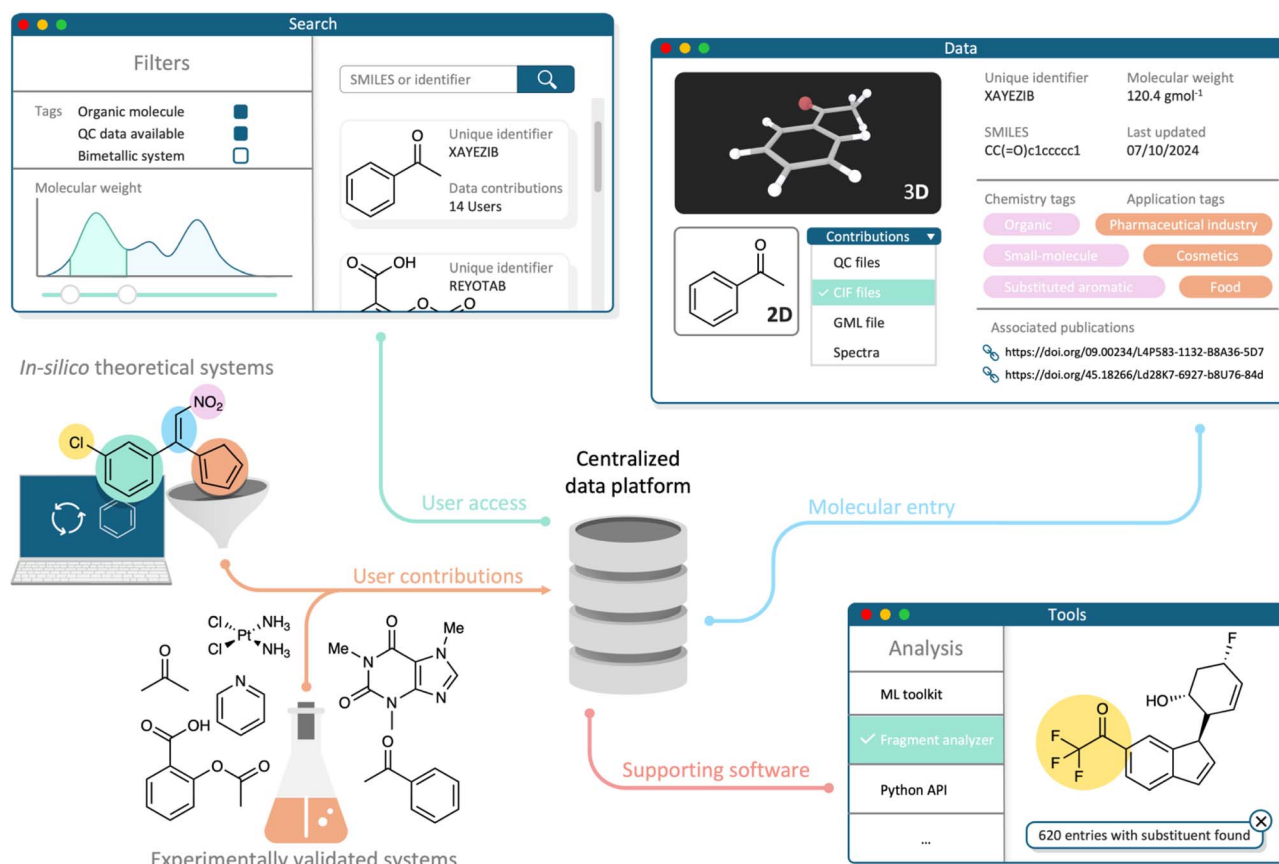 Search
Filters
Tags Organic molecule
QC data available
Bimetallic system
Molecular weight
SMILES or identifier
O
Unique identifier
XAYEZIB
Data contributions
14 Users
O OH
Unique identifier
REYOTAB
O O
Data
3D
Unique identifier
XAYEZIB
Molecular weight
120.4 gmol⁻¹
SMILES
CC(=O)c1ccccc1
Last updated
07/10/2024
O
2D
Contributions
QC files
✓ CIF files
GML file
Spectra
Chemistry tags
Organic
Small-molecule
Substituted aromatic
Application tags
Pharmaceutical industry
Cosmetics
Food
Associated publications
https://doi.org/09.00234/L4P583-1132-B8A36-5D7
https://doi.org/45.18266/Ld28K7-6927-b8U76-84d
In-silico theoretical systems
NO₂
Cl
User access
Centralized
data platform
Molecular entry
User contributions
Cl NH₃
Pt
Cl NH₃
O
N
O
OH
O
O
O
Me
Me
N
N
O
N
N
O
Experimentally validated systems
Supporting software
Tools
Analysis
ML toolkit
✓ Fragment analyzer
Python API
...
F
HO
O
F
F
F
620 entries with substituent found